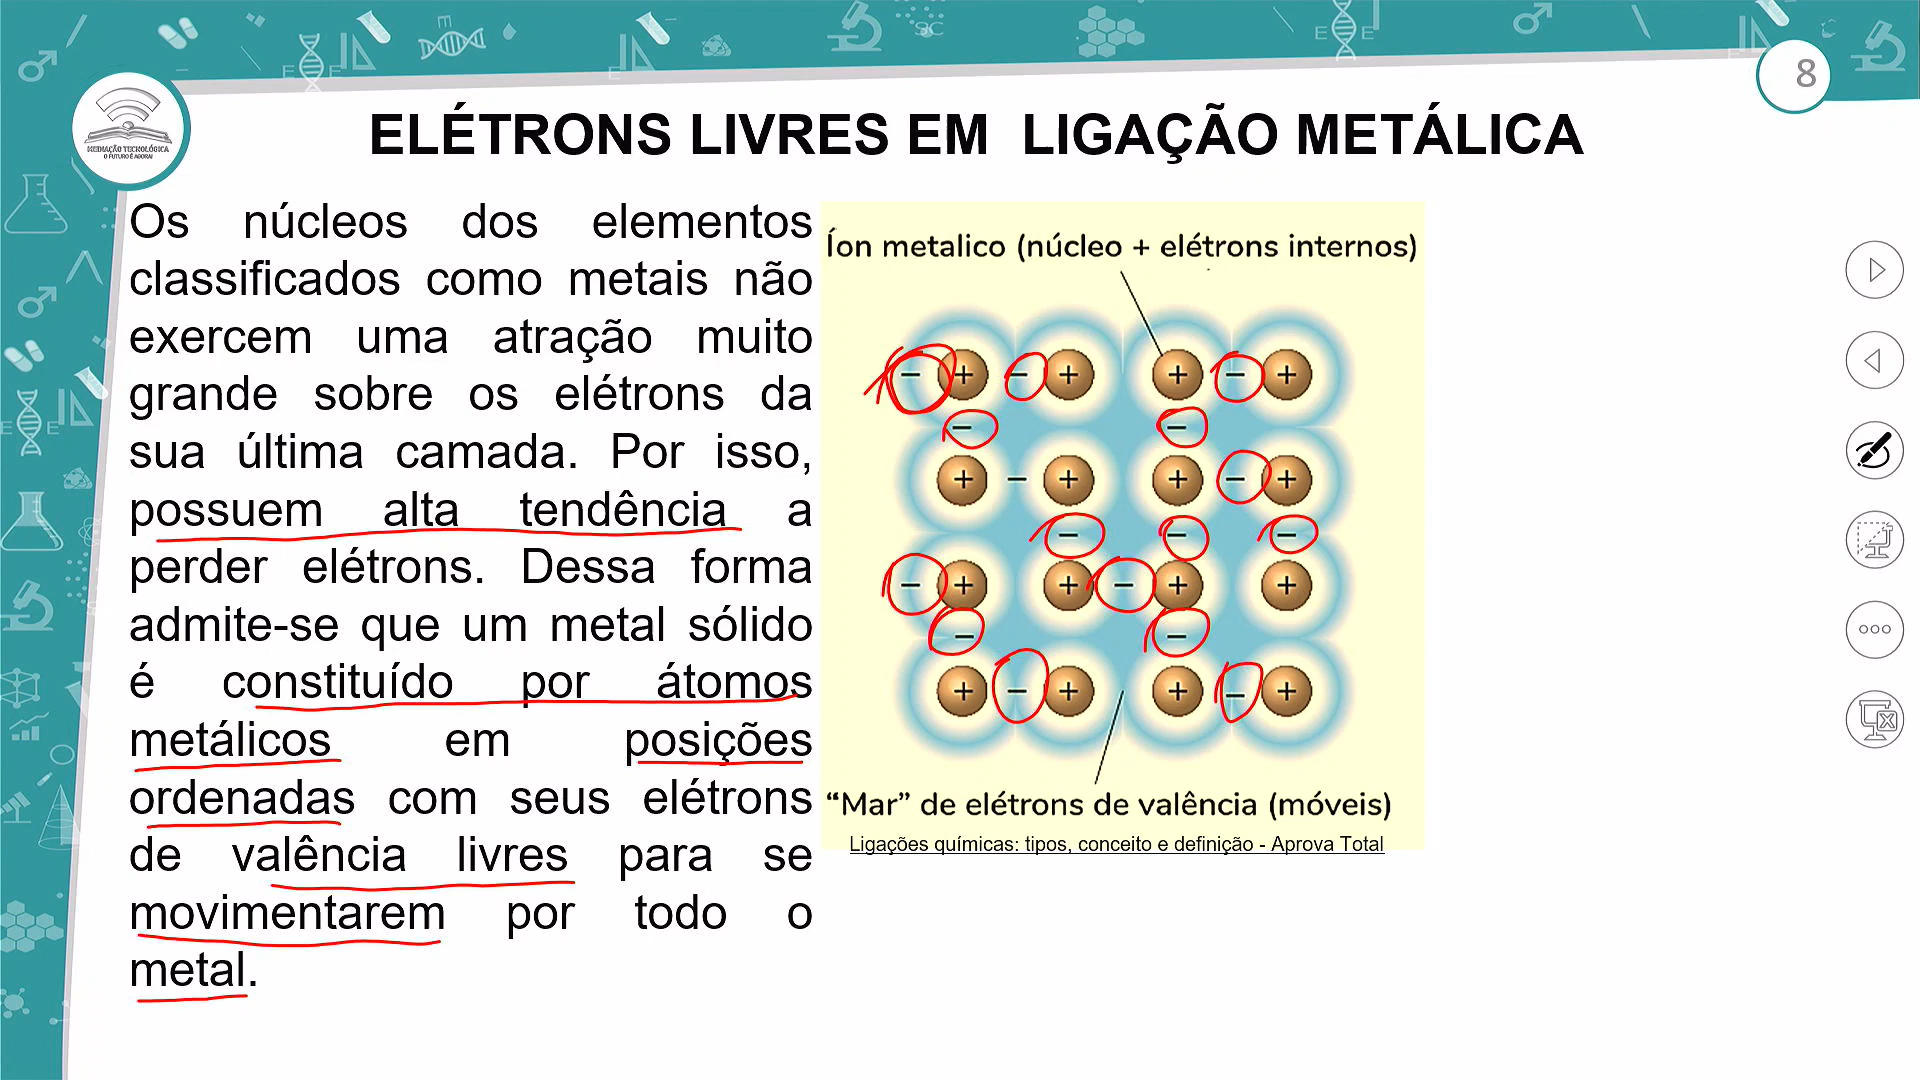 8
MEDIAÇÃO TECNOLÓGICA
O FUTURO É AGORA!
ELÉTRONS LIVRES EM LIGAÇÃO METÁLICA
Os núcleos dos elementos
classificados como metais não
exercem uma atração muito
grande sobre os elétrons da
sua última camada. Por isso,
possuem alta tendência a
perder elétrons. Dessa forma
admite-se que um metal sólido
é constituído por átomos
metálicos em posições
ordenadas com seus elétrons
de valência livres para se
movimentarem por todo o
metal.
Íon metalico (núcleo + elétrons internos)
− + − + + − +
− −
+ − + + − +
− − −
− + + − + +
− −
+ − + + − +
“Mar” de elétrons de valência (móveis)
Ligações químicas: tipos, conceito e definição - Aprova Total